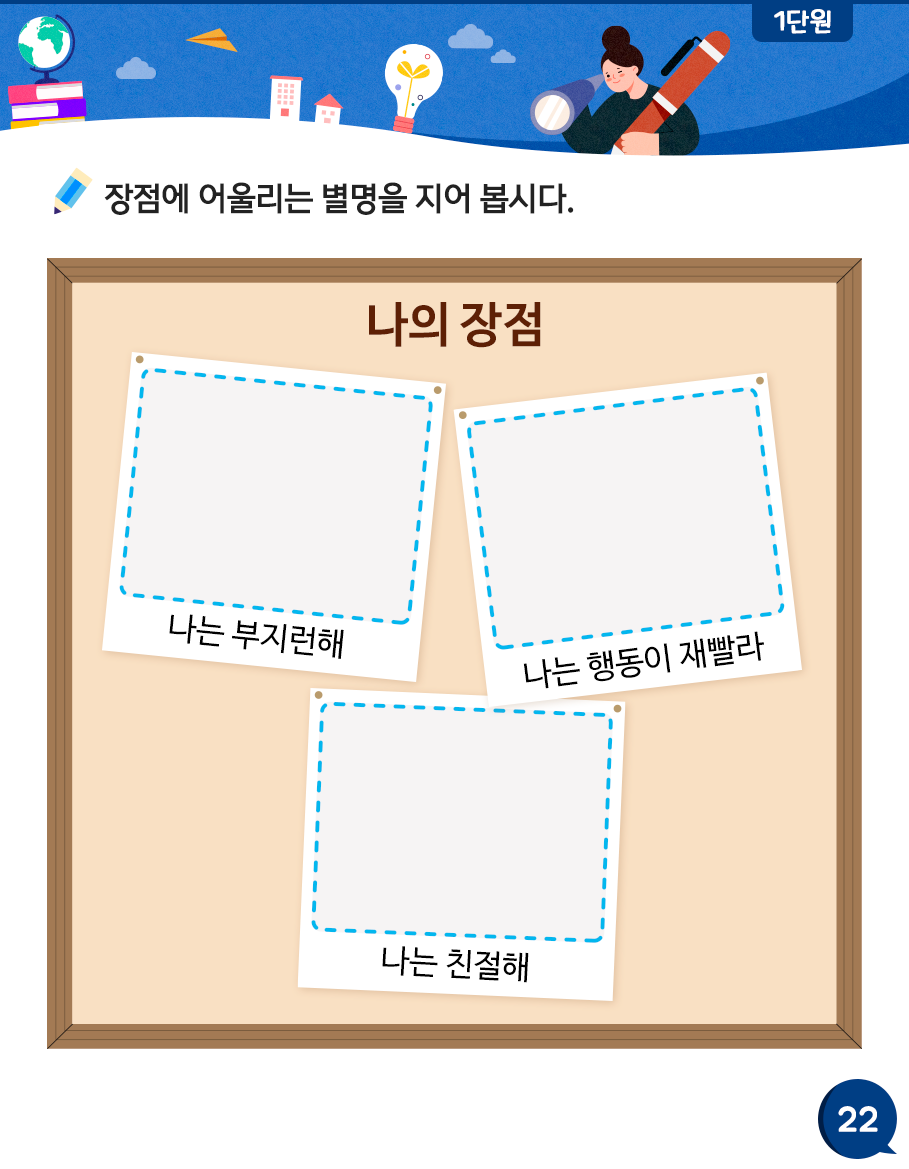 1단원
장점에 어울리는 별명을 지어 봅시다.
나의 장점
나는 부지런해
나는 행동이 재빨라
나는 친절해
22